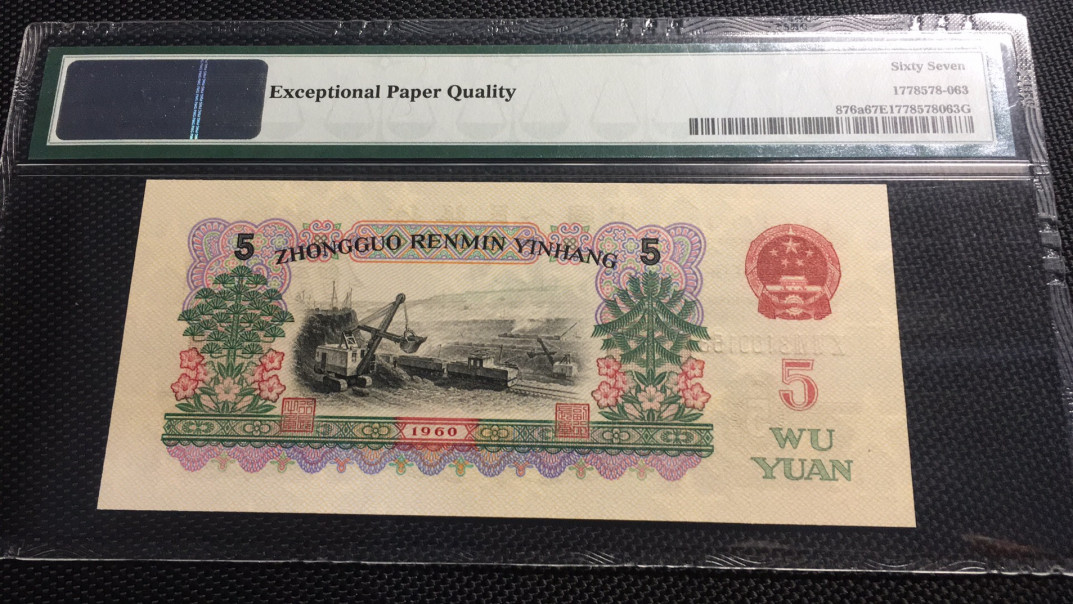 Exceptional Paper Quality
Sixty Seven
1778578-063
876a67E1778578063G
5 ZHONGGUO RENMIN YINHANG 5
1960
5
WU
YUAN